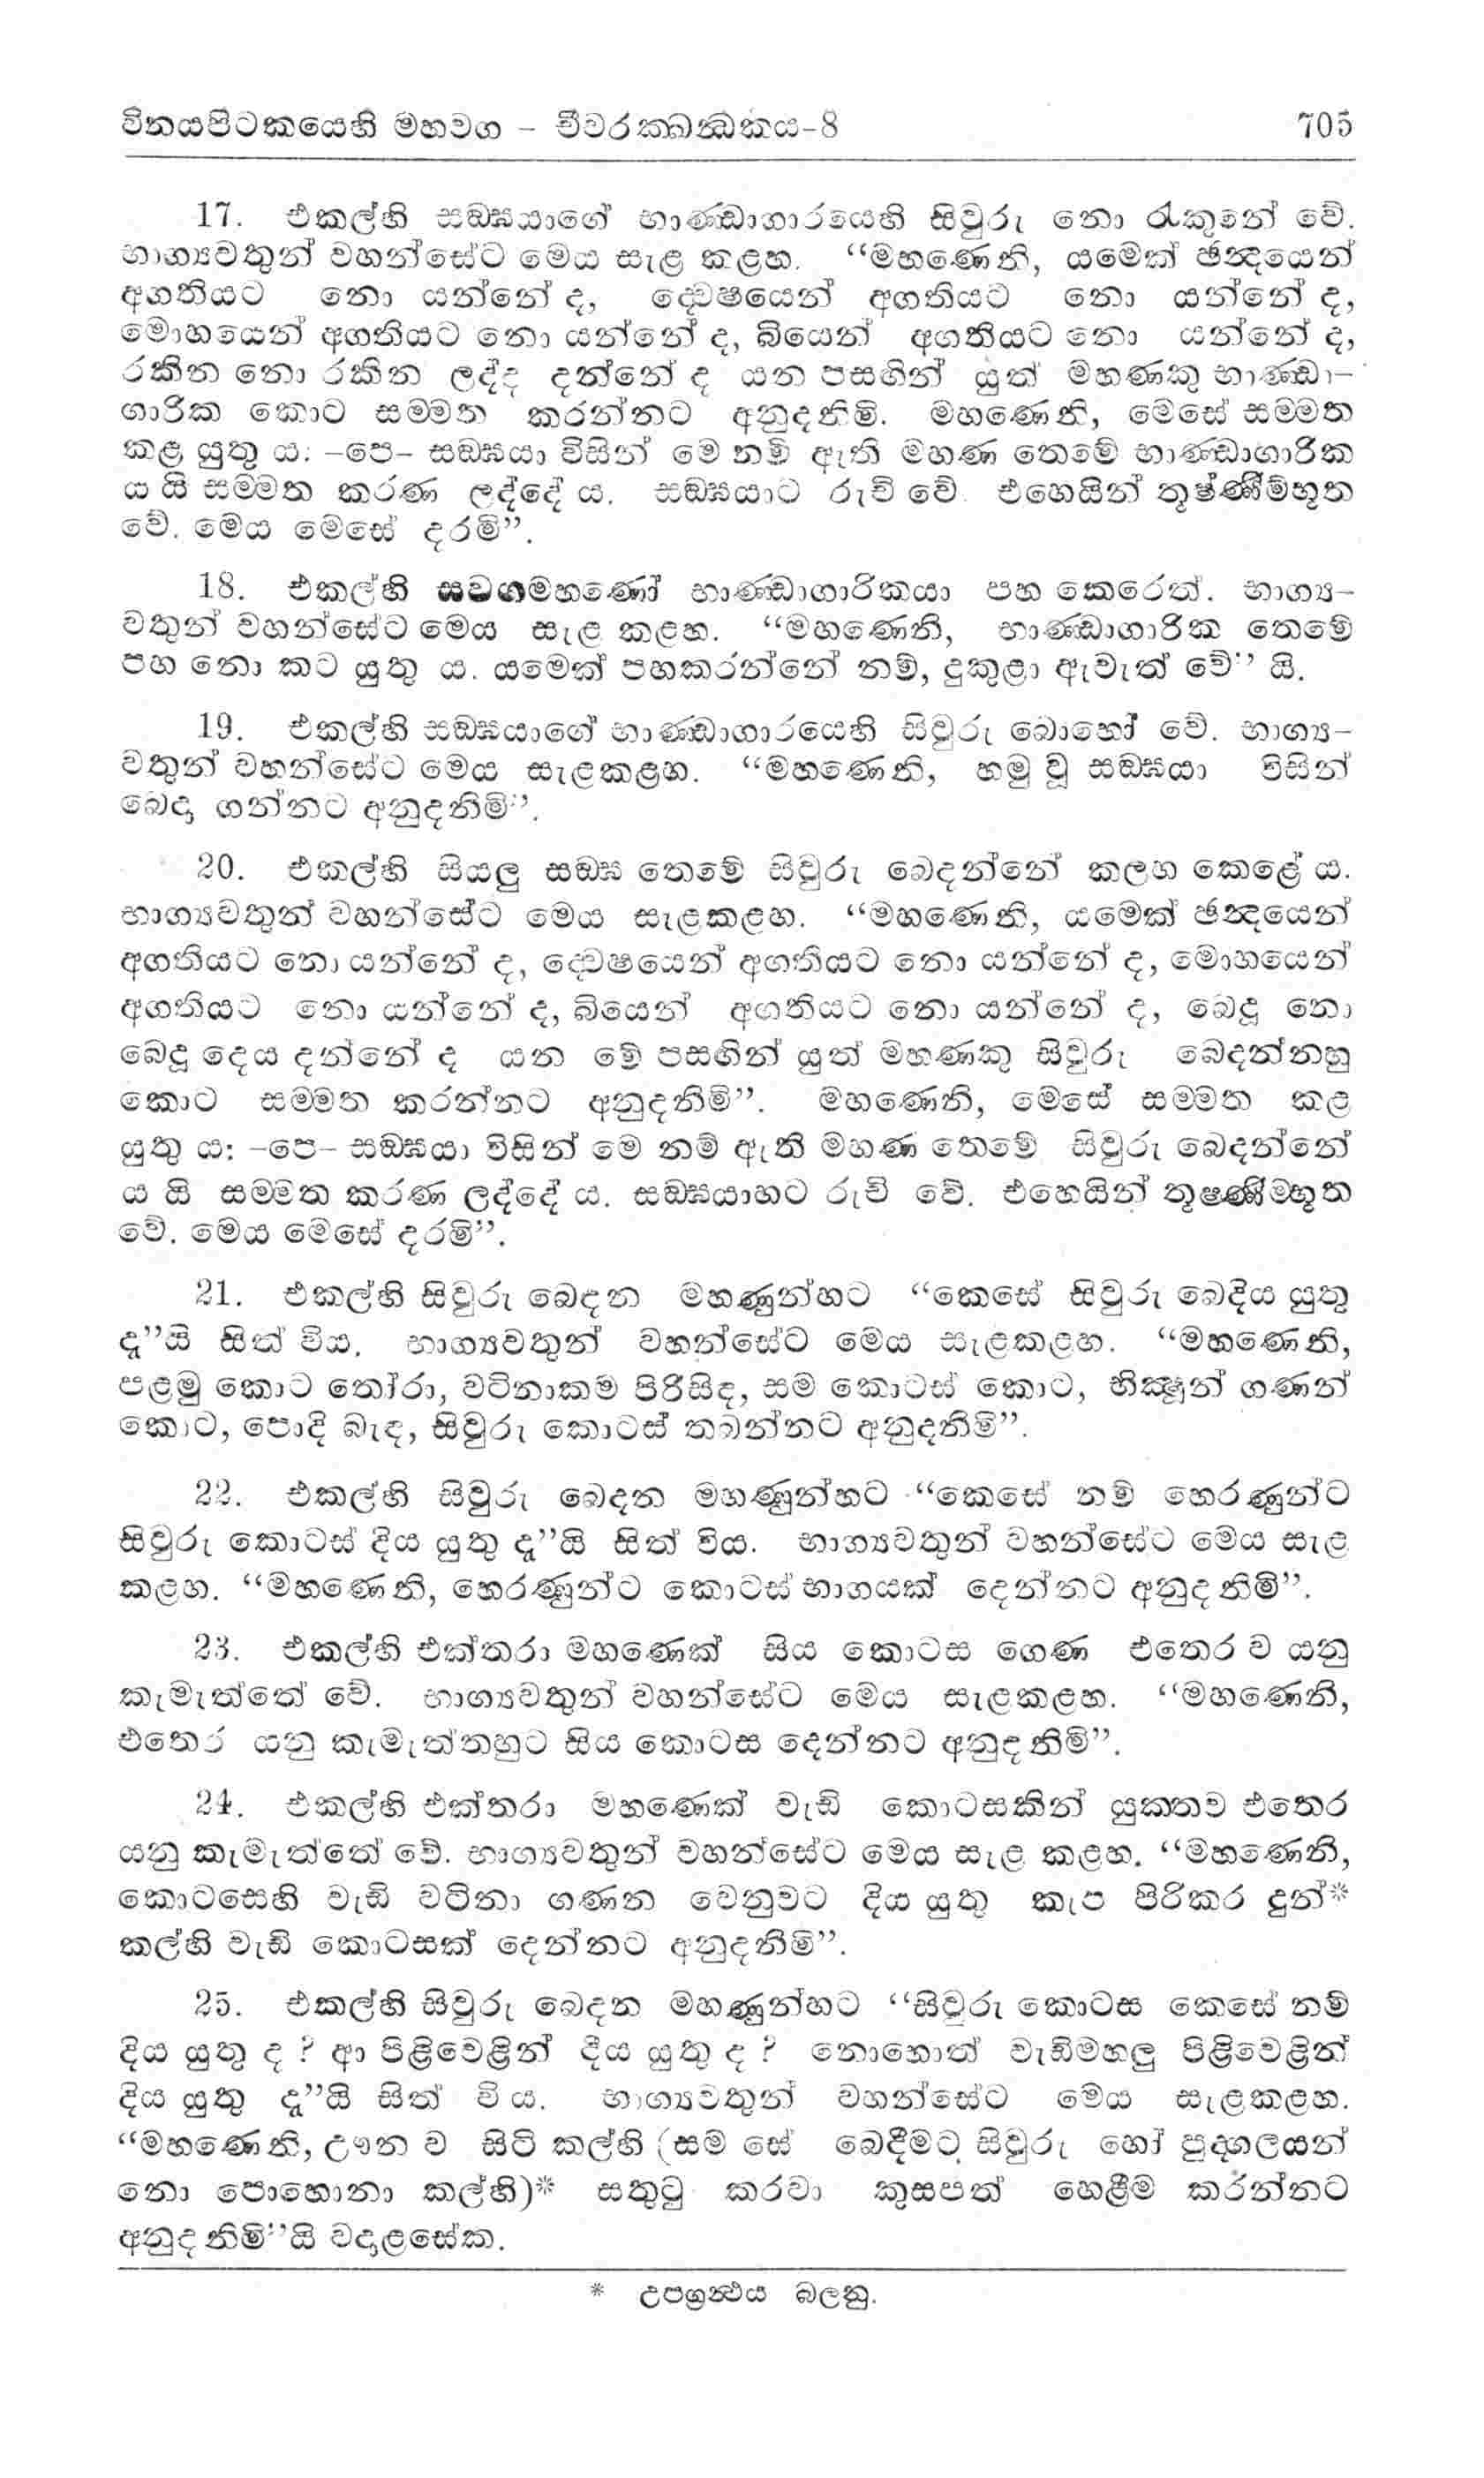 විනයපිටකයෙහි මහවග - චීවරක්ඛන්ධකය-8 705
17. එකල්හි සඞ්ඝයාගේ භාණ්ඩාගාරයෙහි සිවුරු නො රැකුනේ වේ.
භාග්‍යවතුන් වහන්සේට මෙය සැළ කළහ. “මහණෙනි, යමෙක් ඡන්දයෙන්
අගතියට නො යන්නේ ද, ද්වෙෂයෙන් අගතියට නො යන්නේ ද,
මොහයෙන් අගතියට නො යන්නේ ද, බියෙන් අගතියට නො යන්නේ ද,
රකින නො රකින ලද්ද දන්නේ ද යන පසඟින් යුත් මහණකු භාණ්ඩා-
ගාරික කොට සම්මත කරන්නට අනුදනිමි. මහණෙනි, මෙසේ සම්මත
කළ යුතු ය: -පෙ- සඞ්ඝයා විසින් මෙ නම් ඇති මහණ තෙමේ භාණ්ඩාගාරික
ය යි සම්මත කරණ ලද්දේ ය. සඞ්ඝයාට රුචි වේ. එහෙයින් තූෂ්ණීම්භූත
වේ. මෙය මෙසේ දරමි”.
18. එකල්හි සවගමහණෝ භාණ්ඩාගාරිකයා පහ කෙරෙත්. භාග්‍ය-
වතුන් වහන්සේට මෙය සැළ කළහ. “මහණෙනි, භාණ්ඩාගාරික තෙමේ
පහ නො කට යුතු ය. යමෙක් පහකරන්නේ නම්, දුකුළා ඇවැත් වේ” යි.
19. එකල්හි සඞ්ඝයාගේ භාණ්ඩාගාරයෙහි සිවුරු බොහෝ වේ. භාග්‍ය-
වතුන් වහන්සේට මෙය සැළකළහ. “මහණෙනි, හමු වූ සඞ්ඝයා විසින්
බෙදා ගන්නට අනුදනිමි”.
20. එකල්හි සියලු සඞ්ඝ තෙමේ සිවුරු බෙදන්නේ කලහ කෙළේ ය.
භාග්‍යවතුන් වහන්සේට මෙය සැළකළහ. “මහණෙනි, යමෙක් ඡන්දයෙන්
අගතියට නො යන්නේ ද, ද්වෙෂයෙන් අගතියට නො යන්නේ ද, මොහයෙන්
අගතියට නො යන්නේ ද, බියෙන් අගතියට නො යන්නේ ද, බෙදූ නො
බෙදූ දෙය දන්නේ ද යන මේ පසඟින් යුත් මහණකු සිවුරු බෙදන්නහු
කොට සම්මත කරන්නට අනුදනිමි”. මහණෙනි, මෙසේ සම්මත කළ
යුතු ය: -පෙ- සඞ්ඝයා විසින් මෙ නම් ඇති මහණ තෙමේ සිවුරු බෙදන්නේ
ය යි සම්මත කරණ ලද්දේ ය. සඞ්ඝයාහට රුචි වේ. එහෙයින් තූෂ්ණීම්භූත
වේ. මෙය මෙසේ දරමි”.
21. එකල්හි සිවුරු බෙදන මහණුන්හට “කෙසේ සිවුරු බෙදිය යුතු
දැ”යි සිත් විය. භාග්‍යවතුන් වහන්සේට මෙය සැළකළහ. “මහණෙනි,
පළමු කොට තෝරා, වටිනාකම පිරිසිඳ, සම කොටස් කොට, භික්‍ෂූන් ගණන්
කොට, පොදි බැඳ, සිවුරු කොටස් තබන්නට අනුදනිමි”.
22. එකල්හි සිවුරු බෙදන මහණුන්හට “කෙසේ නම් හෙරණුන්ට
සිවුරු කොටස් දිය යුතු දැ”යි සිත් විය. භාග්‍යවතුන් වහන්සේට මෙය සැළ
කළහ. “මහණෙනි, හෙරණුන්ට කොටස් භාගයක් දෙන්නට අනුදනිමි”.
23. එකල්හි එක්තරා මහණෙක් සිය කොටස ගෙණ එතෙර ව යනු
කැමැත්තේ වේ. භාග්‍යවතුන් වහන්සේට මෙය සැළකළහ. “මහණෙනි,
එතෙර යනු කැමැත්තහුට සිය කොටස දෙන්නට අනුදනිමි”.
24. එකල්හි එක්තරා මහණෙක් වැඩි කොටසකින් යුක්තව එතෙර
යනු කැමැත්තේ වේ. භාග්‍යවතුන් වහන්සේට මෙය සැළ කළහ. “මහණෙනි,
කොටසෙහි වැඩි වටිනා ගණන වෙනුවට දිය යුතු කැප පිරිකර දුන්*
කල්හි වැඩි කොටසක් දෙන්නට අනුදනිමි”.
25. එකල්හි සිවුරු බෙදන මහණුන්හට “සිවුරු කොටස කෙසේ නම්
දිය යුතු ද ? ආ පිළිවෙළින් දිය යුතු ද ? නොහොත් වැඩිමහලු පිළිවෙළින්
දිය යුතු දැ”යි සිත් විය. භාග්‍යවතුන් වහන්සේට මෙය සැළකළහ.
“මහණෙනි, ඌන ව සිටි කල්හි (සම සේ බෙදීමට සිවුරු හෝ පුද්ගලයන්
නො පොහොනා කල්හි)* සතුටු කරවා කුසපත් හෙළීම කරන්නට
අනුදනිමි”යි වදාළසේක.
* උපග්‍රන්ථය බලනු.